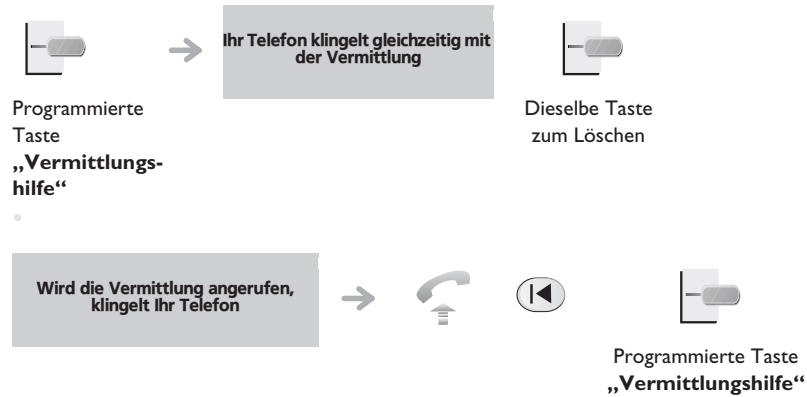 Ihr Telefon klingelt gleichzeitig mit
der Vermittlung
Programmierte
Taste
„Vermittlungs-
hilfe“
Dieselbe Taste
zum Löschen
Wird die Vermittlung angerufen,
klingelt Ihr Telefon
Programmierte Taste
„Vermittlungshilfe“